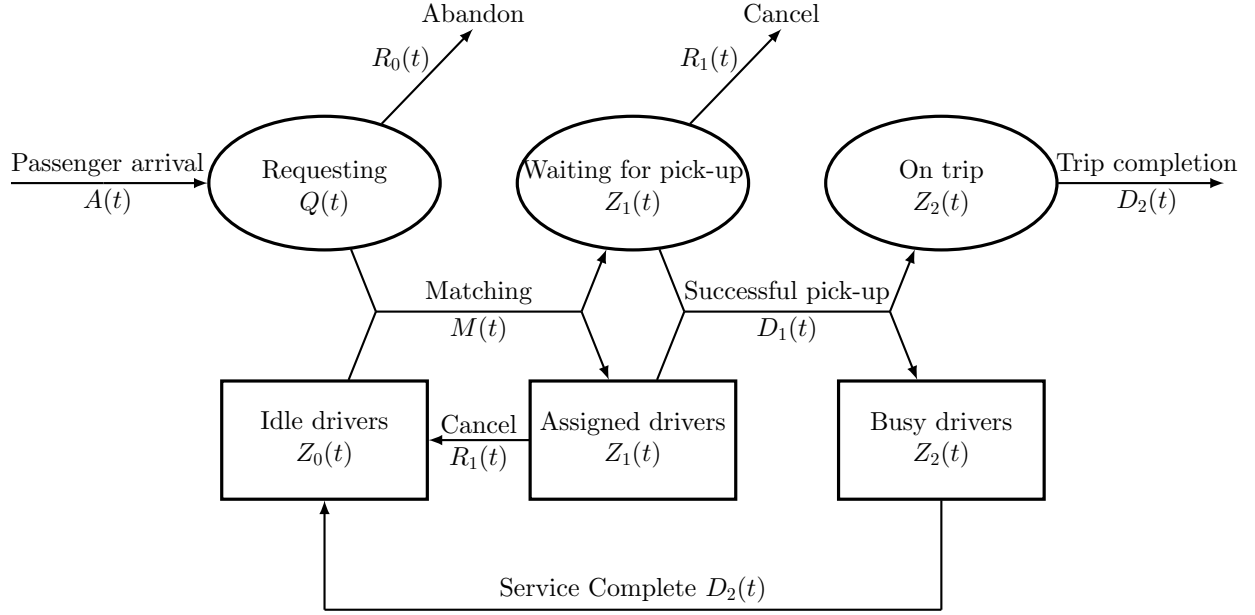 Abandon
Cancel
R₀(t)
R₁(t)
Passenger arrival
A(t)
Requesting
Q(t)
Waiting for pick-up
Z₁(t)
On trip
Z₂(t)
Trip completion
D₂(t)
Matching
M(t)
Successful pick-up
D₁(t)
Idle drivers
Z₀(t)
Cancel
R₁(t)
Assigned drivers
Z₁(t)
Busy drivers
Z₂(t)
Service Complete D₂(t)